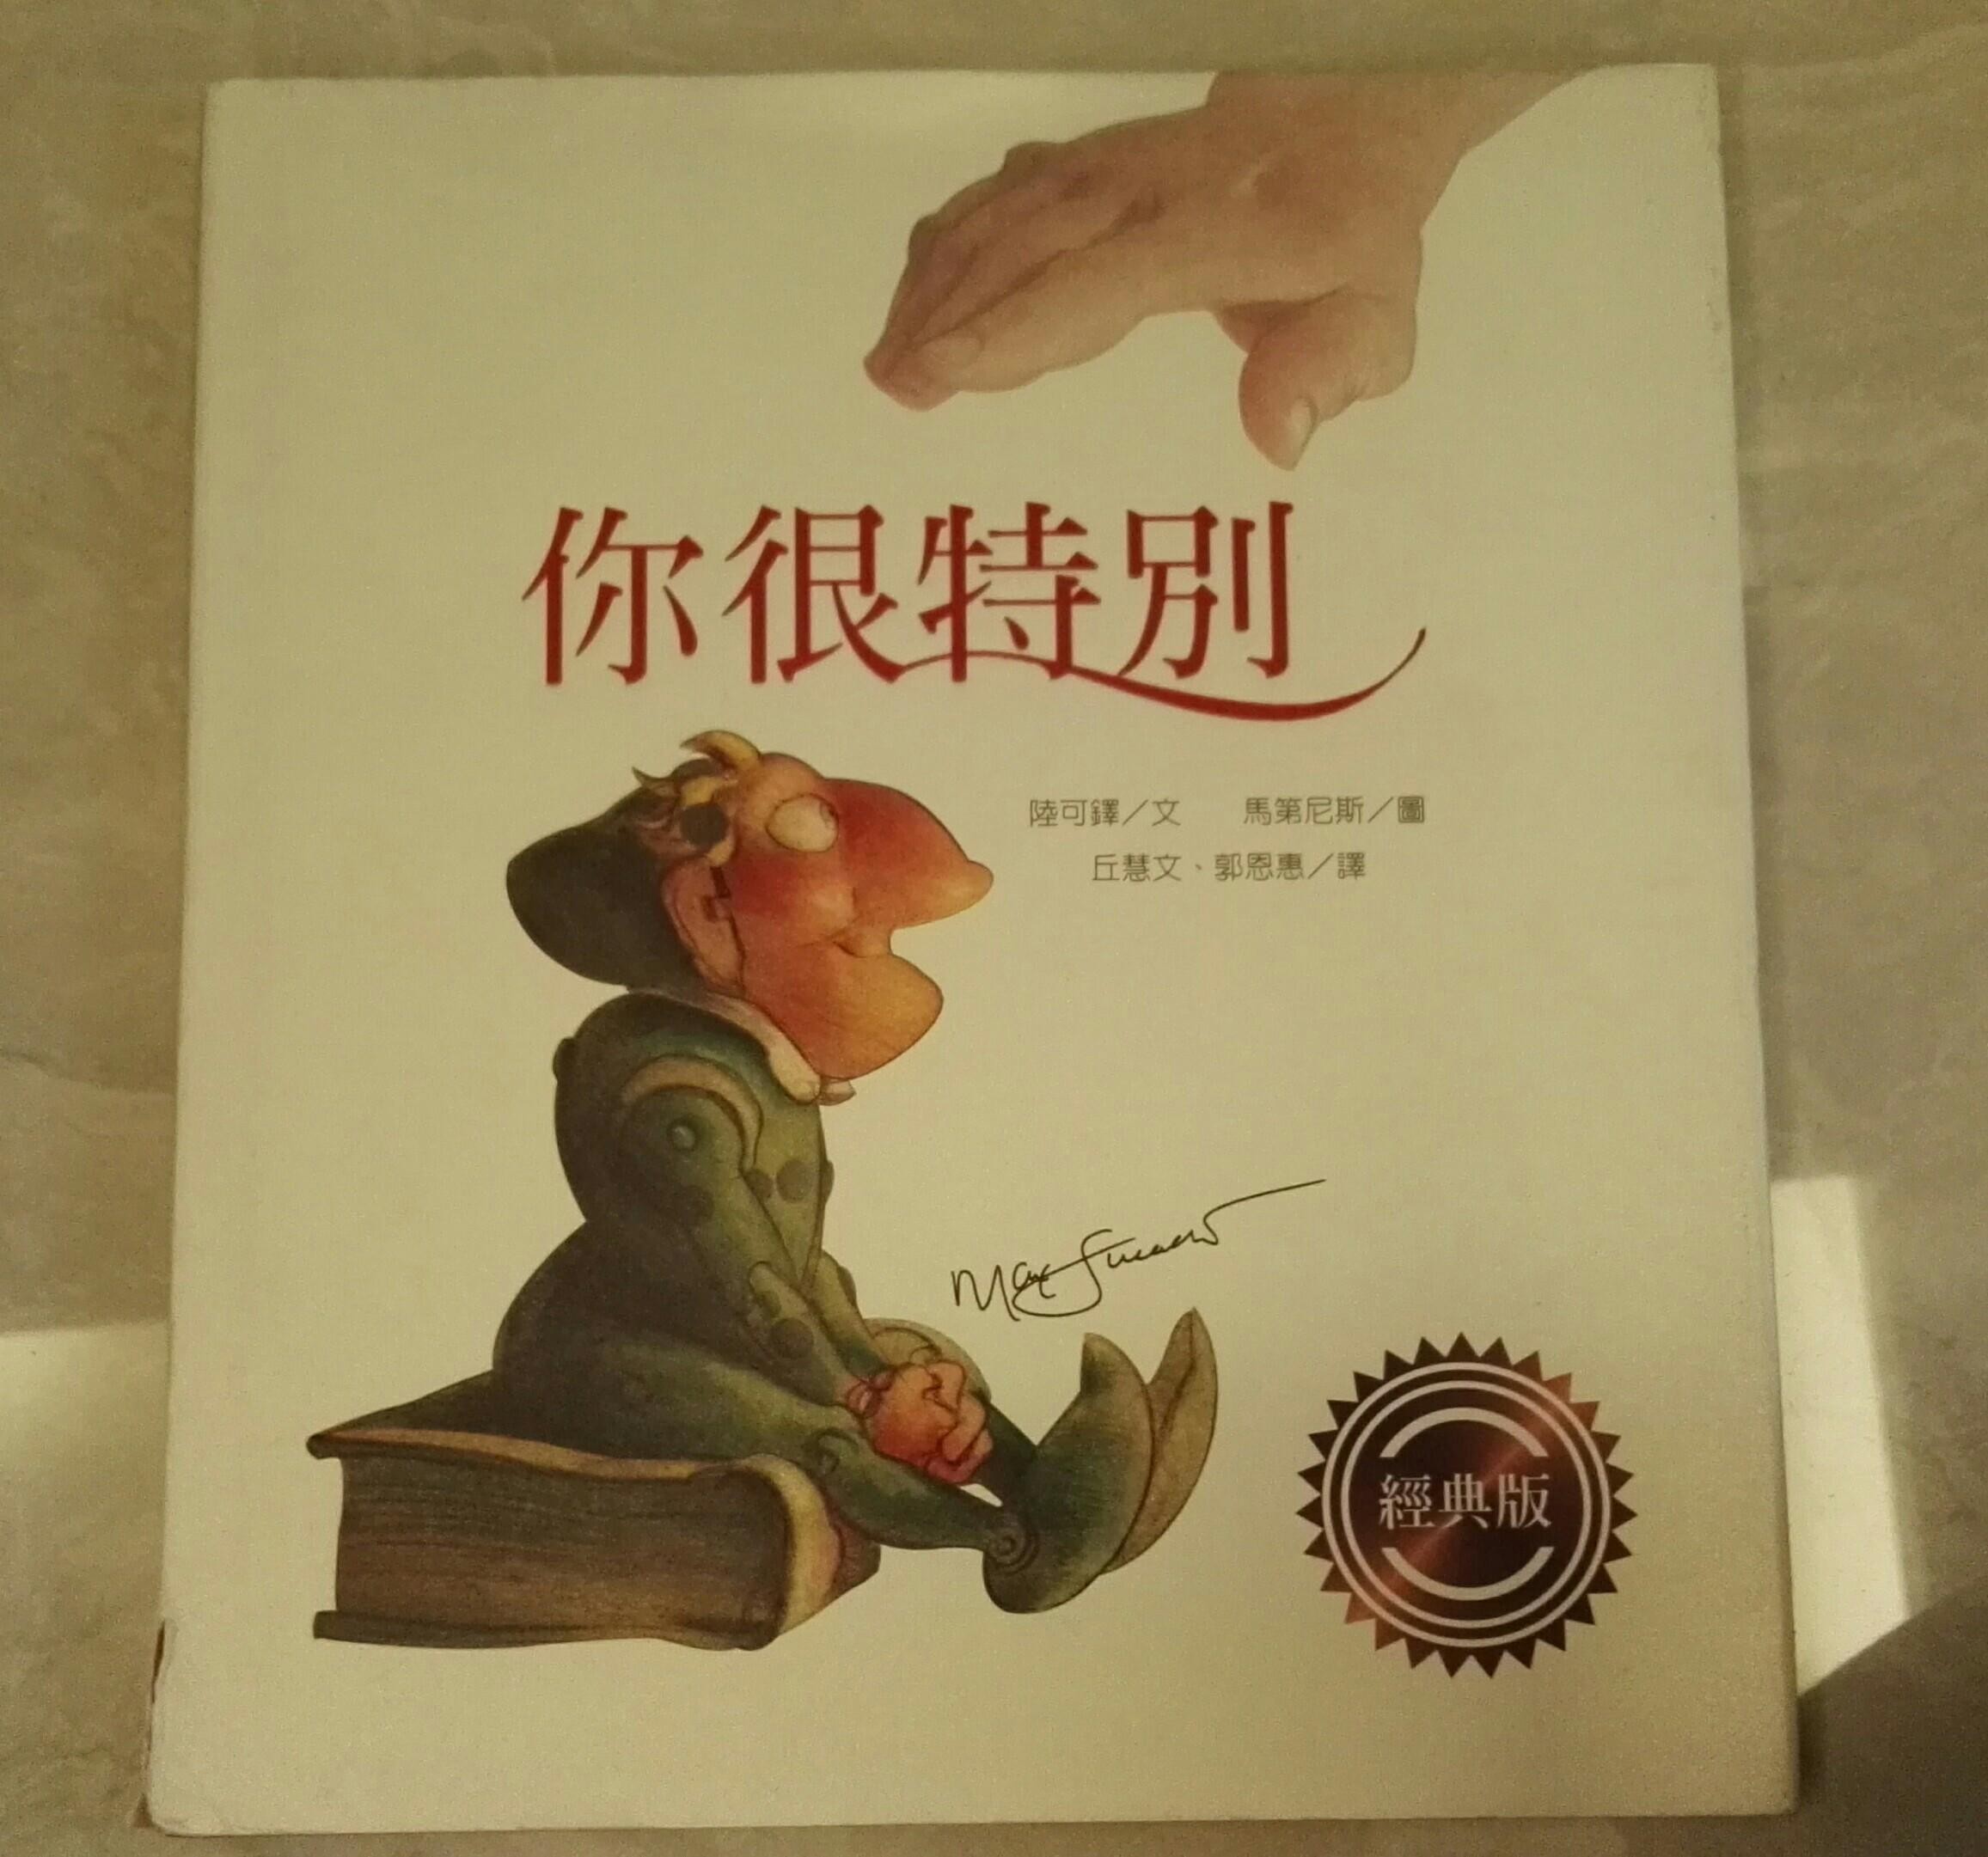 你很特別
陸可鐸／文　馬第尼斯／圖
丘慧文、郭恩惠／譯
經典版